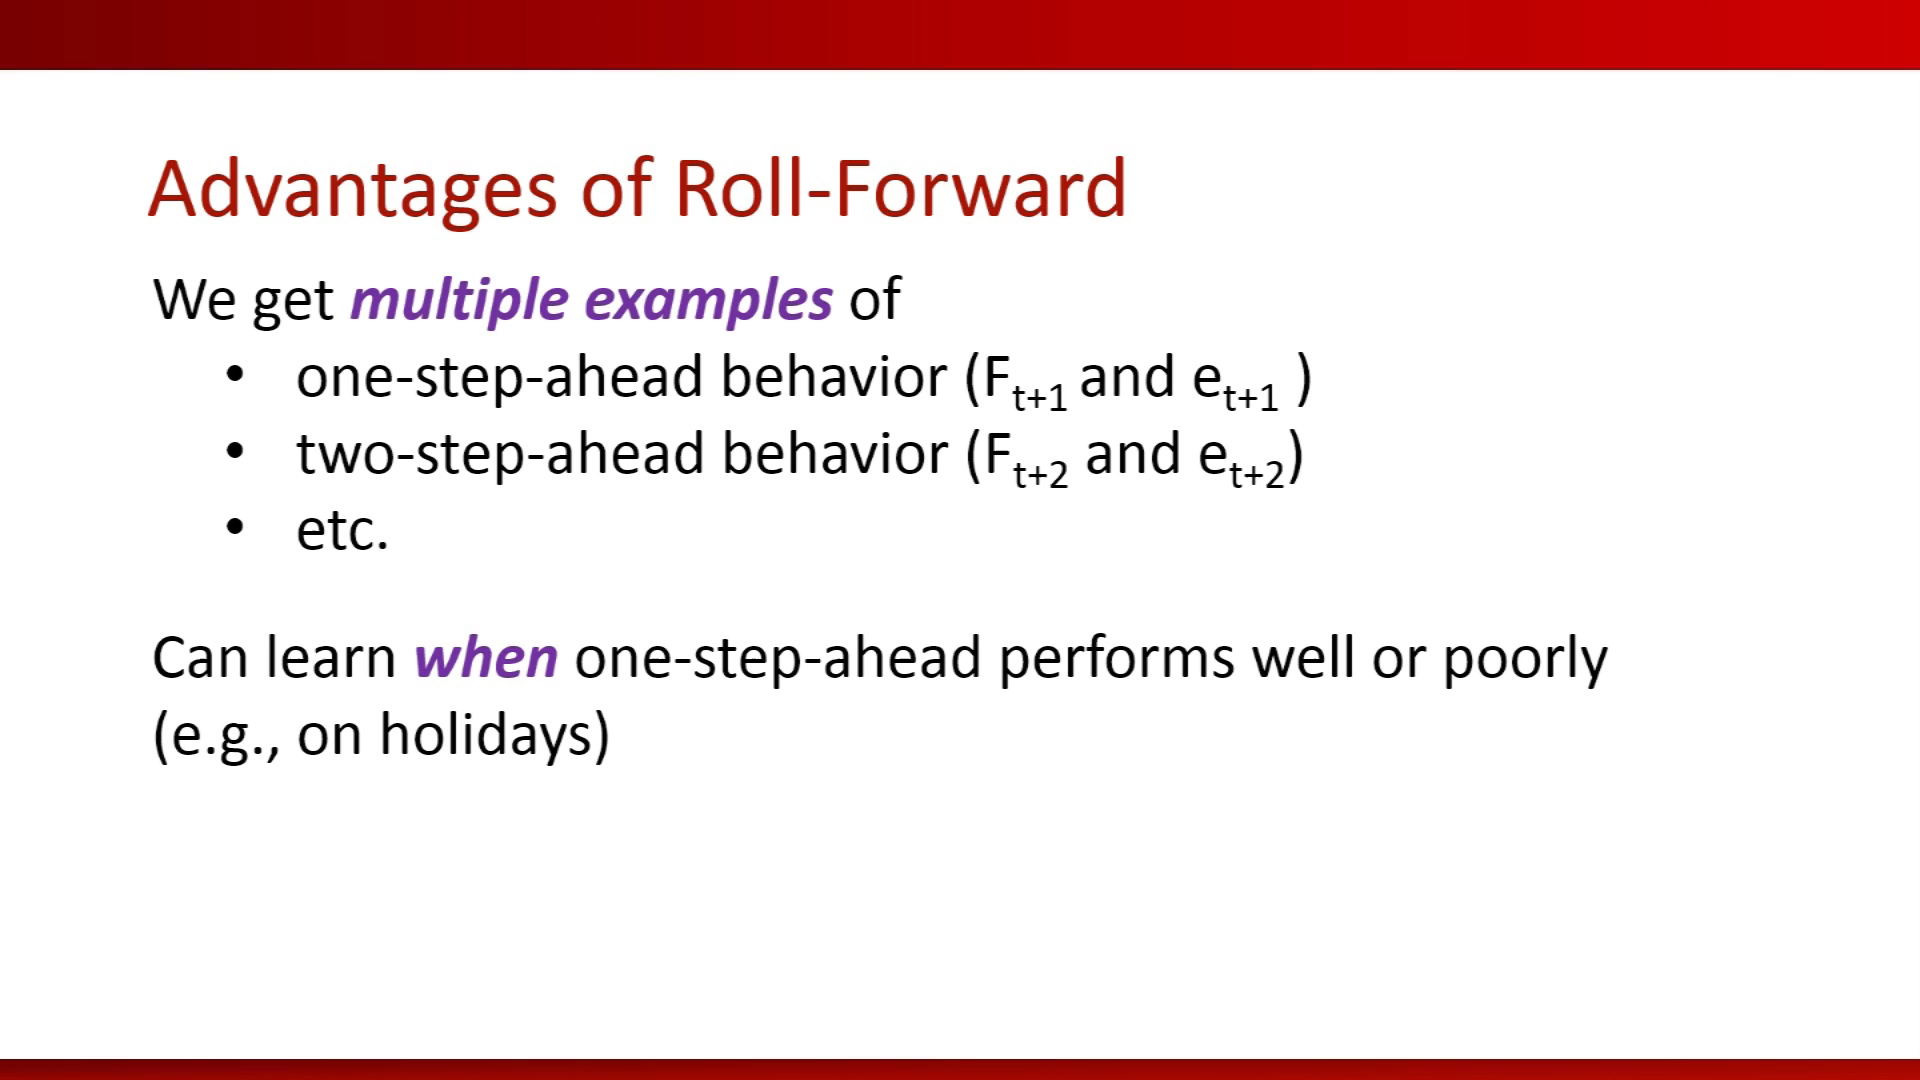 Advantages of Roll-Forward
We get multiple examples of
• one-step-ahead behavior (Fₜ₊₁ and eₜ₊₁ )
• two-step-ahead behavior (Fₜ₊₂ and eₜ₊₂)
• etc.
Can learn when one-step-ahead performs well or poorly
(e.g., on holidays)